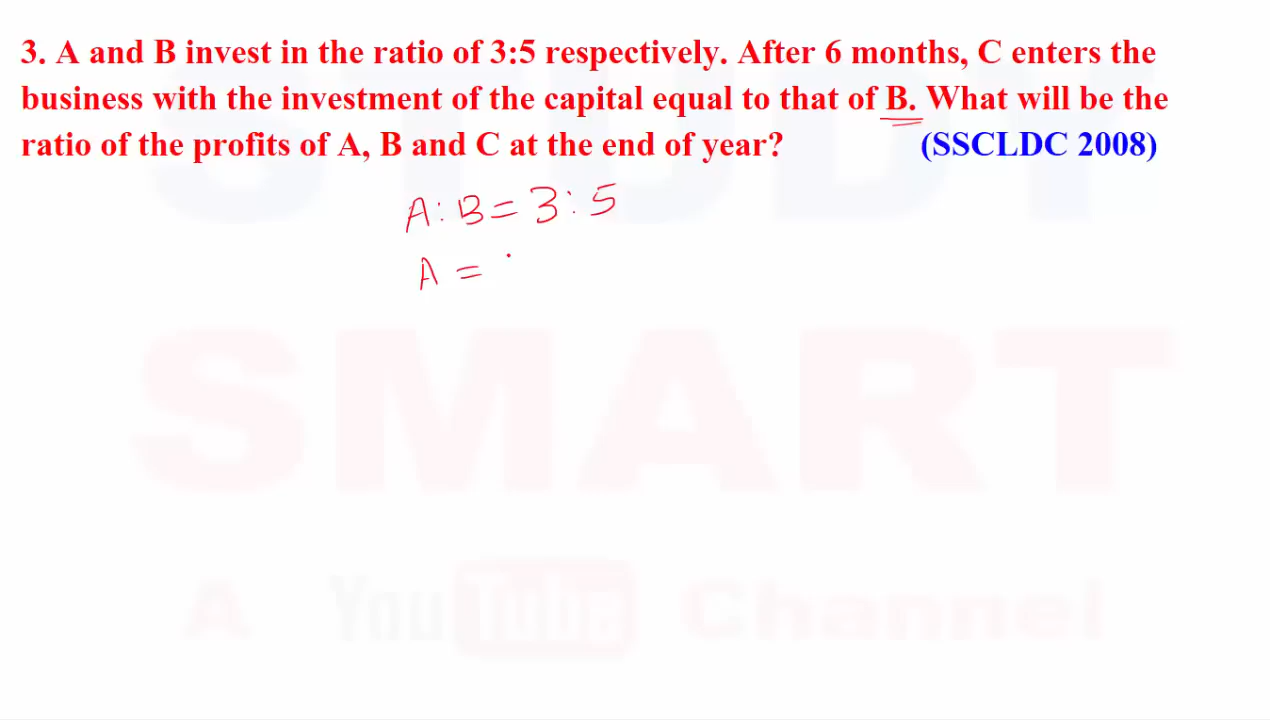 3. A and B invest in the ratio of 3:5 respectively. After 6 months, C enters the
business with the investment of the capital equal to that of B. What will be the
ratio of the profits of A, B and C at the end of year? (SSCLDC 2008)
A : B = 3 : 5
A =
STUDY
SMART
A YouTube Channel